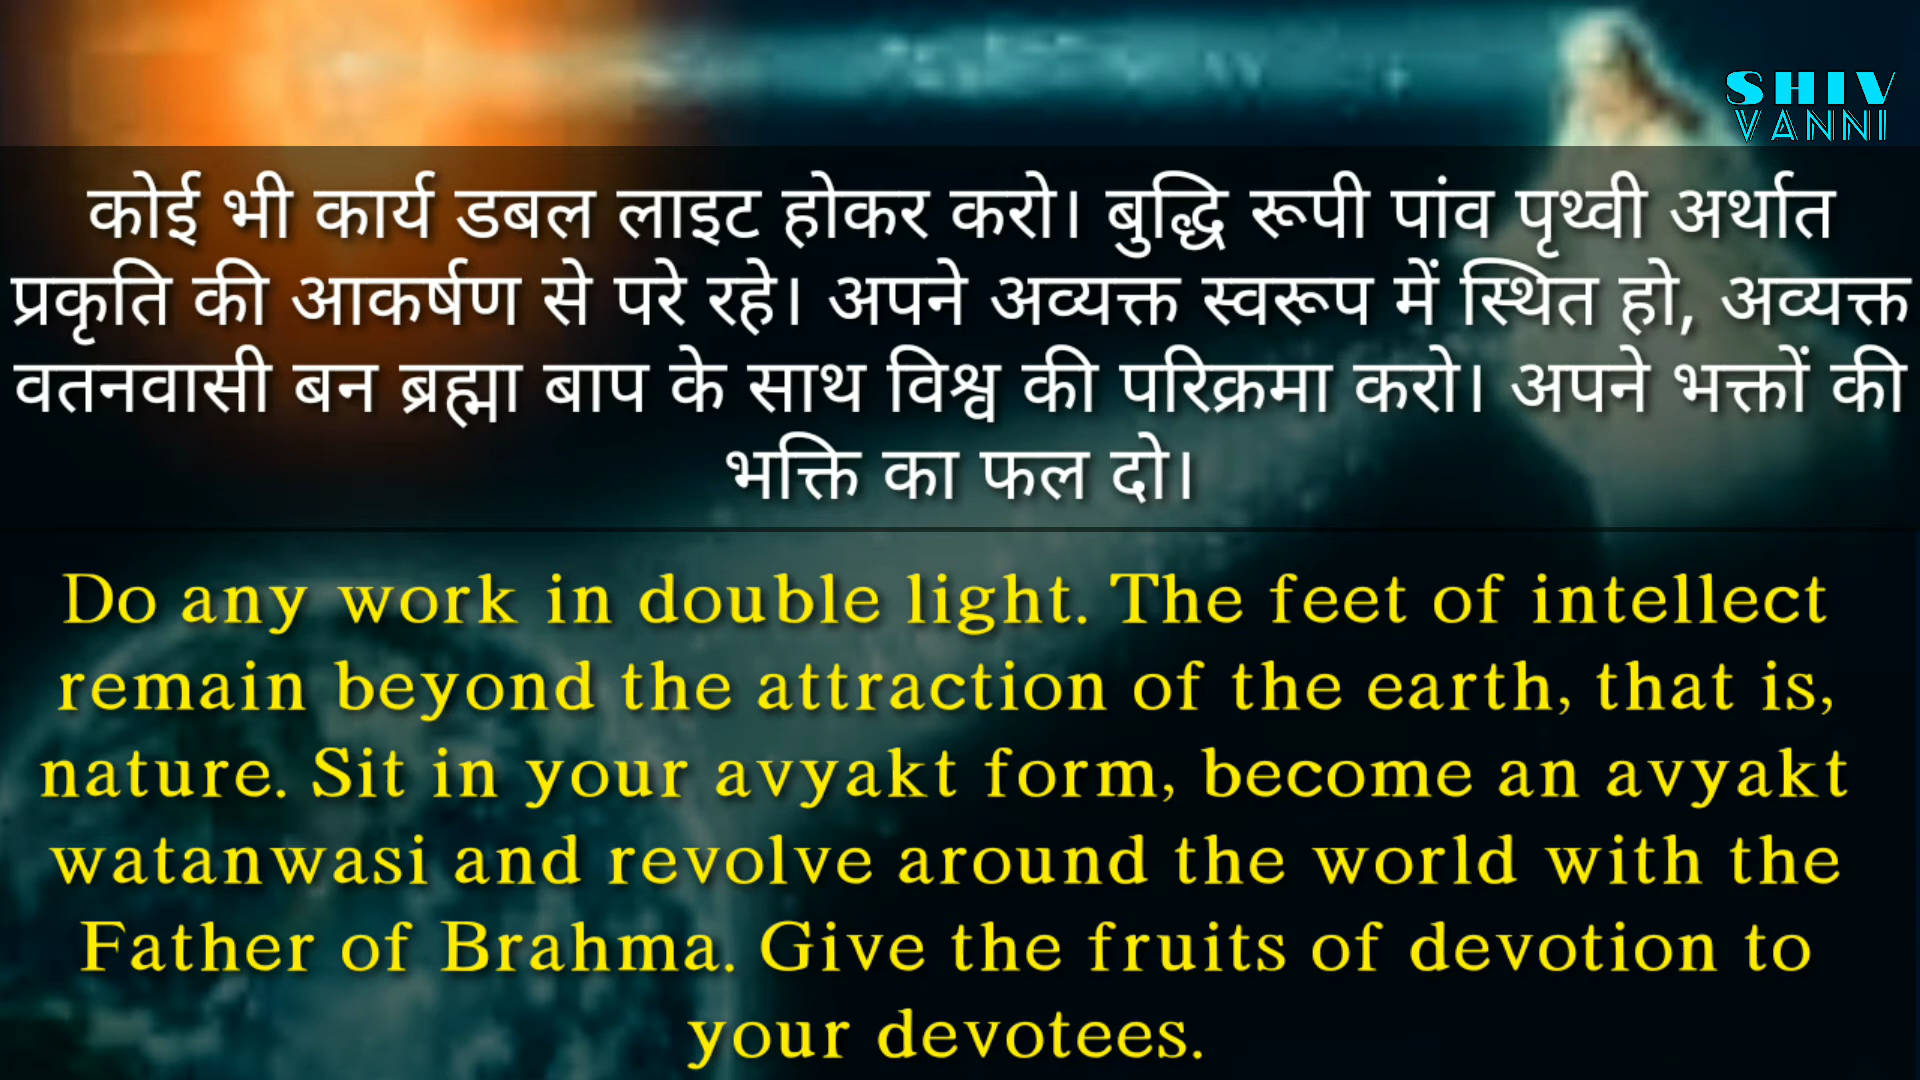 SHIV
VANNI
कोई भी कार्य डबल लाइट होकर करो। बुद्धि रूपी पांव पृथ्वी अर्थात
प्रकृति की आकर्षण से परे रहे। अपने अव्यक्त स्वरूप में स्थित हो, अव्यक्त
वतनवासी बन ब्रह्मा बाप के साथ विश्व की परिक्रमा करो। अपने भक्तों की
भक्ति का फल दो।
Do any work in double light. The feet of intellect
remain beyond the attraction of the earth, that is,
nature. Sit in your avyakt form, become an avyakt
watanwasi and revolve around the world with the
Father of Brahma. Give the fruits of devotion to
your devotees.